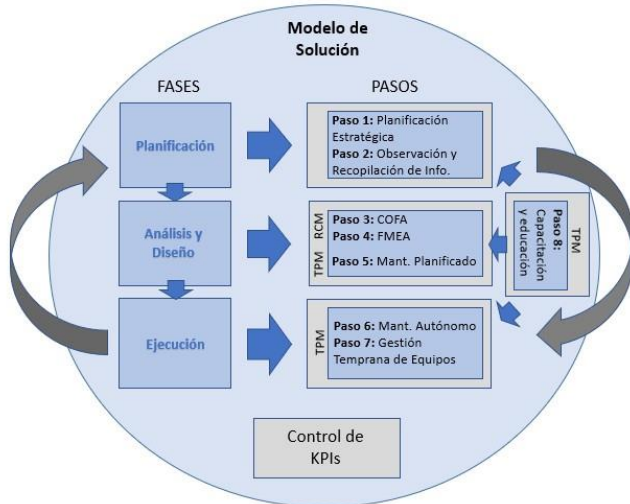 Modelo de
Solución
FASES
PASOS
Planificación
Paso 1: Planificación
Estratégica
Paso 2: Observación y
Recopilación de Info.
Análisis y
Diseño
TPM RCM
Paso 3: COFA
Paso 4: FMEA
Paso 5: Mant. Planificado
Paso 8:
Capacitación
y educación
TPM
Ejecución
TPM
Paso 6: Mant. Autónomo
Paso 7: Gestión
Temprana de Equipos
Control de
KPIs